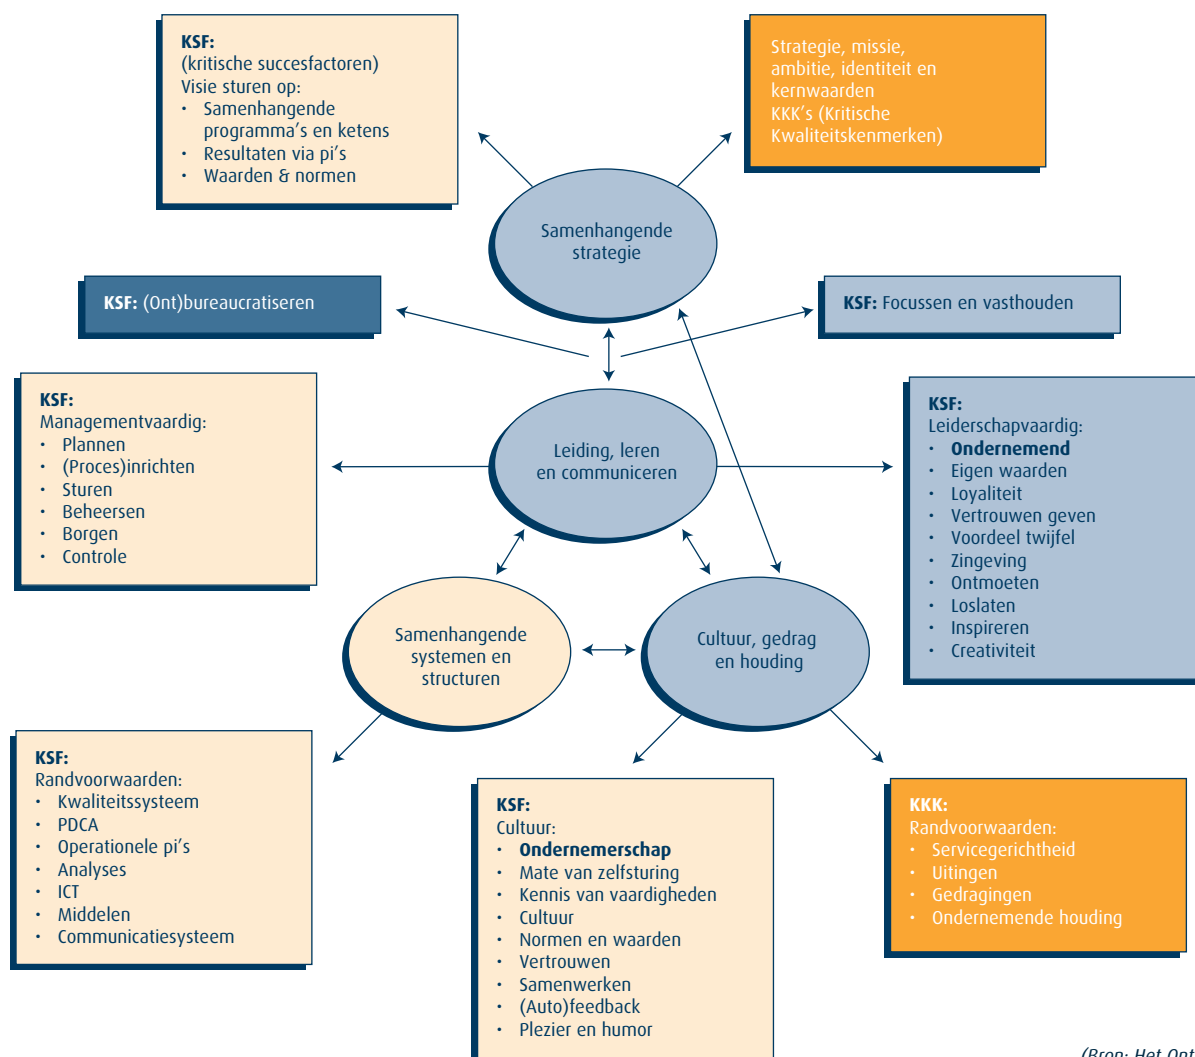 KSF:
(kritische succesfactoren)
Visie sturen op:
• Samenhangende
programma's en ketens
• Resultaten via pi's
• Waarden & normen
Strategie, missie,
ambitie, identiteit en
kernwaarden
KKK's (Kritische
Kwaliteitskenmerken)
Samenhangende
strategie
KSF: (Ont)bureaucratiseren
KSF: Focussen en vasthouden
KSF:
Managementvaardig:
• Plannen
• (Proces)inrichten
• Sturen
• Beheersen
• Borgen
• Controle
Leiding, leren
en communiceren
KSF:
Leiderschapvaardig:
• Ondernemend
• Eigen waarden
• Loyaliteit
• Vertrouwen geven
• Voordeel twijfel
• Zingeving
• Ontmoeten
• Loslaten
• Inspireren
• Creativiteit
Samenhangende
systemen en
structuren
Cultuur, gedrag
en houding
KSF:
Randvoorwaarden:
• Kwaliteitssysteem
• PDCA
• Operationele pi's
• Analyses
• ICT
• Middelen
• Communicatiesysteem
KSF:
Cultuur:
• Ondernemerschap
• Mate van zelfsturing
• Kennis van vaardigheden
• Cultuur
• Normen en waarden
• Vertrouwen
• Samenwerken
• (Auto)feedback
• Plezier en humor
KKK:
Randvoorwaarden:
• Servicegerichtheid
• Uitingen
• Gedragingen
• Ondernemende houding
(Bron: Het